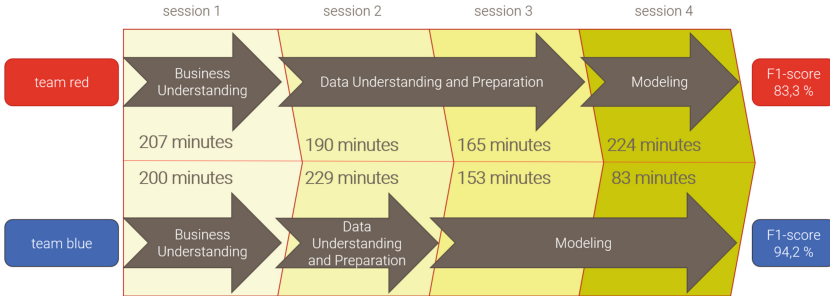 session 1
session 2
session 3
session 4
team red
Business
Understanding
Data Understanding and Preparation
Modeling
F1-score
83,3 %
207 minutes
190 minutes
165 minutes
224 minutes
200 minutes
229 minutes
153 minutes
83 minutes
team blue
Business
Understanding
Data
Understanding
and Preparation
Modeling
F1-score
94,2 %